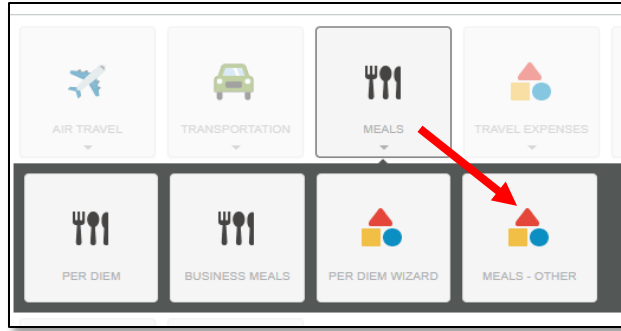 AIR TRAVEL
TRANSPORTATION
MEALS
TRAVEL EXPENSES
PER DIEM
BUSINESS MEALS
PER DIEM WIZARD
MEALS - OTHER